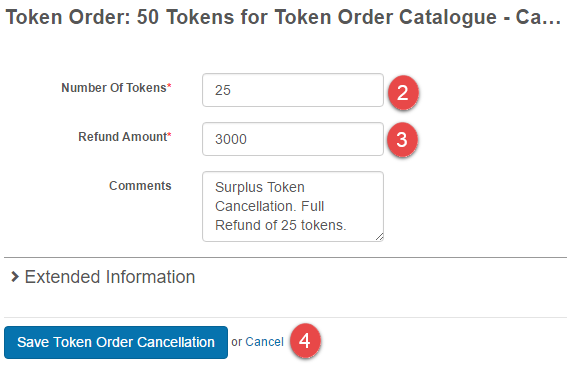 Token Order: 50 Tokens for Token Order Catalogue - Ca...
Number Of Tokens* 25 2
Refund Amount* 3000 3
Comments Surplus Token
Cancellation. Full
Refund of 25 tokens.
Extended Information
Save Token Order Cancellation or Cancel 4